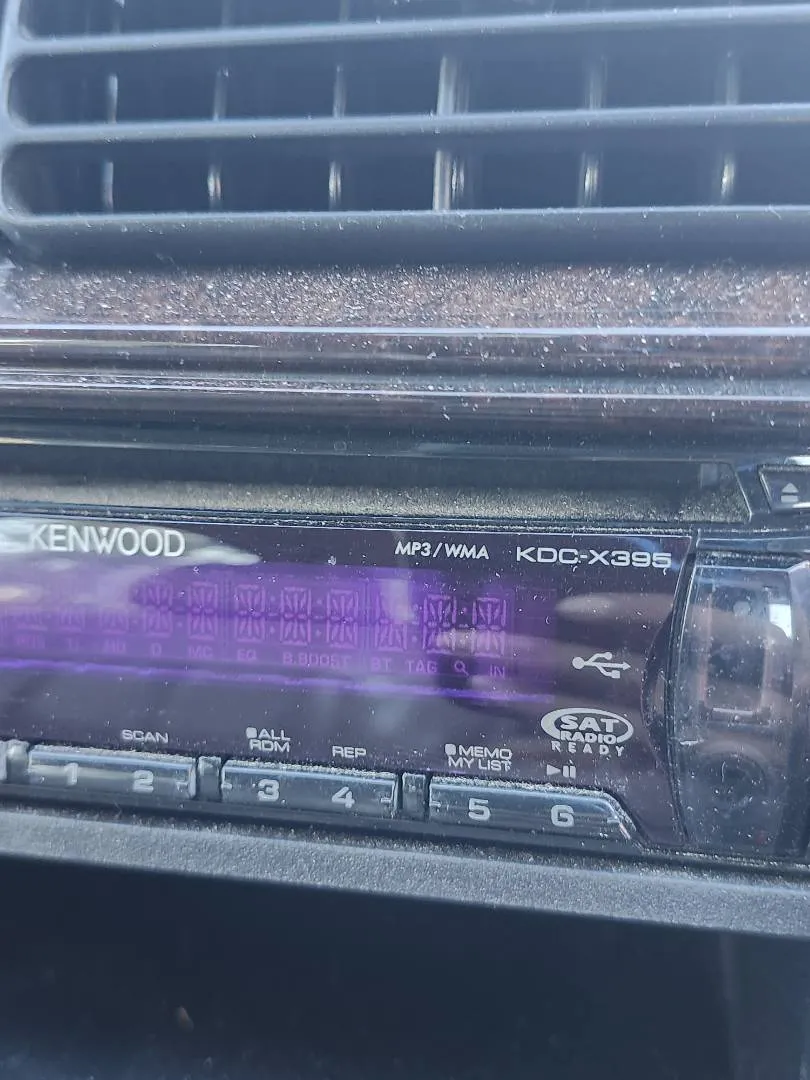 KENWOOD
MP3/WMA KDC-X395
EQ B.BOOST BT TAG IN
SAT
RADIO
READY
SCAN
ALL
RDM
REP
MEMO
MY LIST
1 2 3 4 5 6